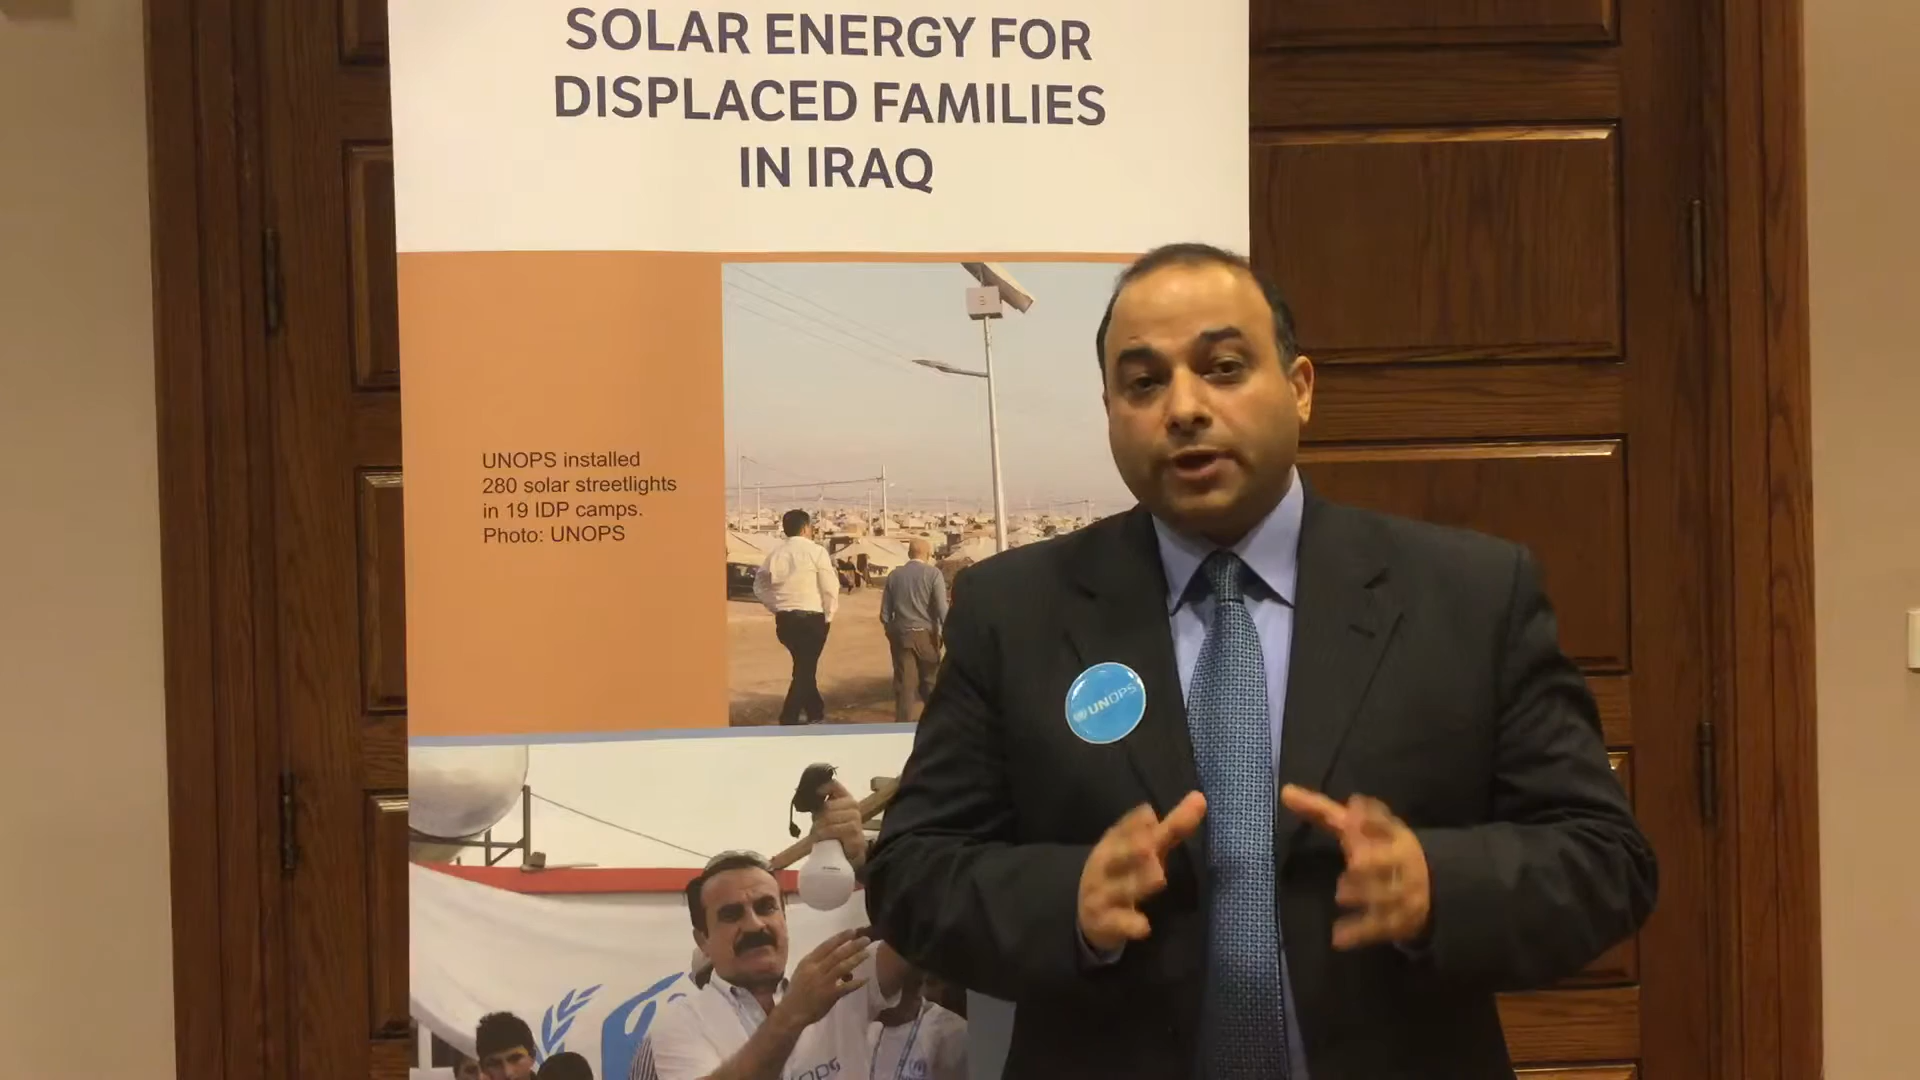 SOLAR ENERGY FOR
DISPLACED FAMILIES
IN IRAQ
UNOPS installed
280 solar streetlights
in 19 IDP camps.
Photo: UNOPS
UNOPS